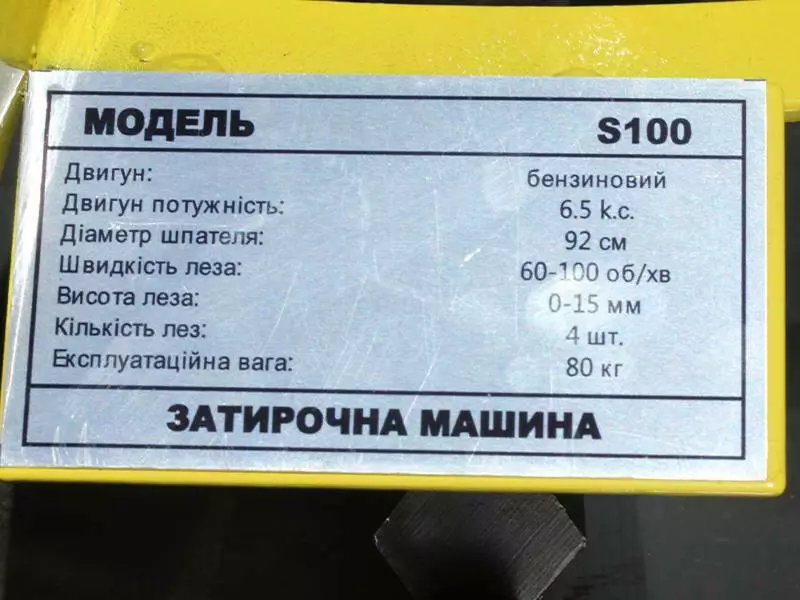 МОДЕЛЬ S100
Двигун: бензиновий
Двигун потужність: 6.5 k.c.
Діаметр шпателя: 92 см
Швидкість леза: 60-100 об/хв
Висота леза: 0-15 мм
Кількість лез: 4 шт.
Експлуатаційна вага: 80 кг
ЗАТИРОЧНА МАШИНА